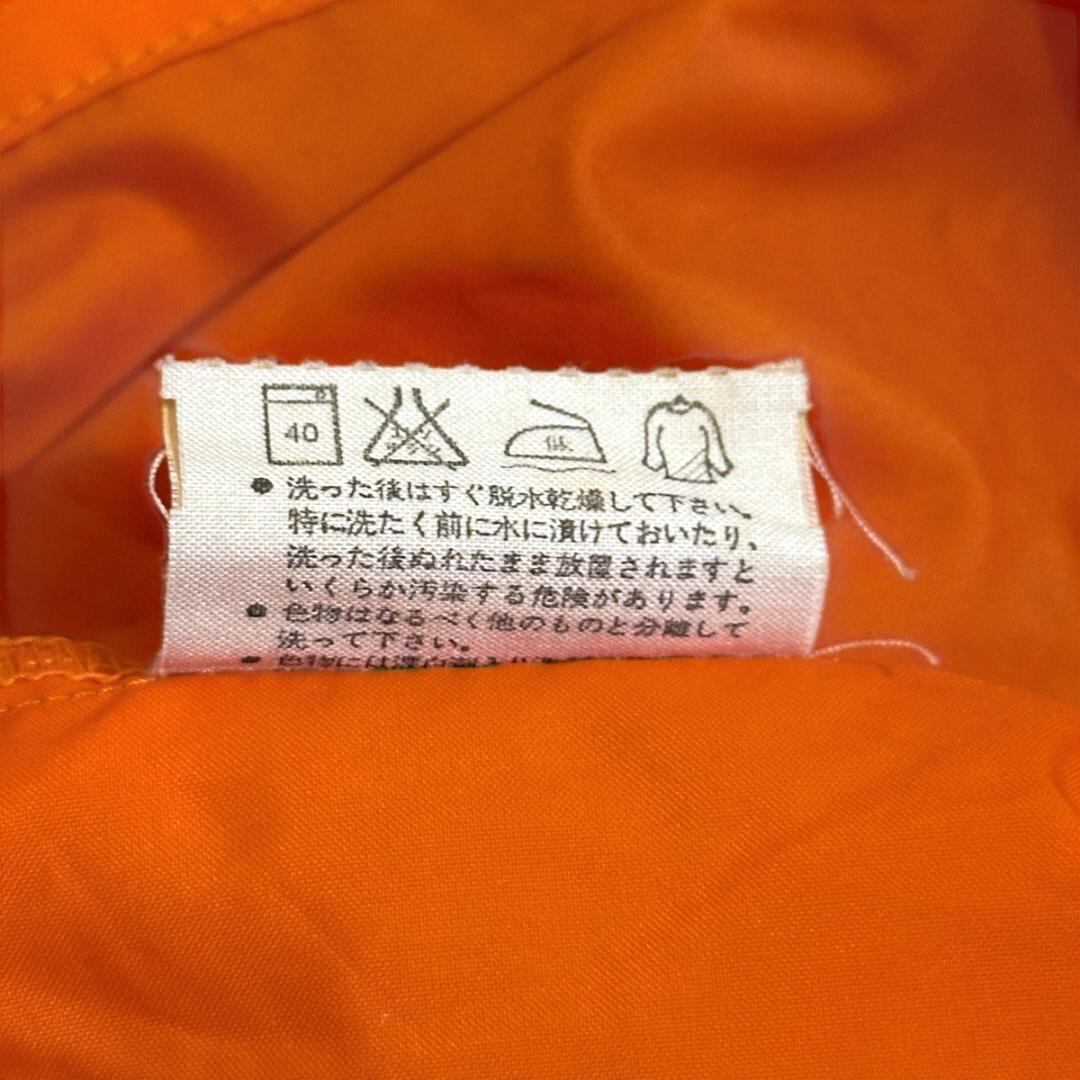 40
低
● 洗った後はすぐ脱水乾燥して下さい。
特に洗たく前に水に漬けておいたり、
洗った後ぬれたまま放置されますと
いくらか汚染する危険があります。
● 色物はなるべく他のものと分離して
洗って下さい。
● 色物には